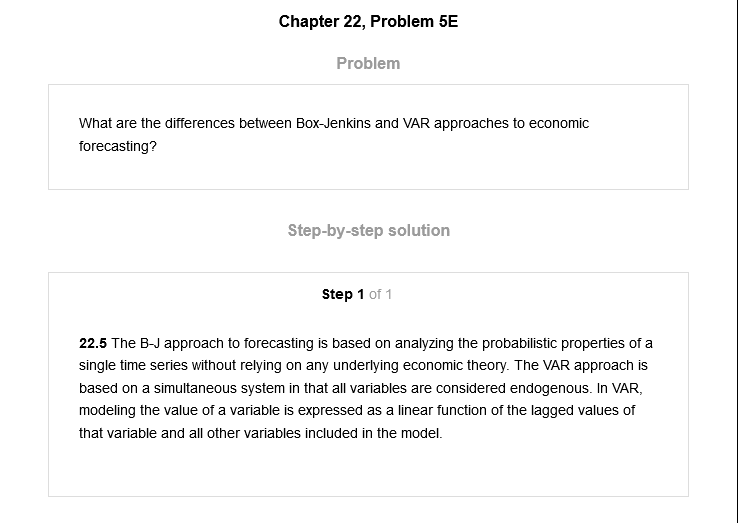 Chapter 22, Problem 5E
Problem
What are the differences between Box-Jenkins and VAR approaches to economic
forecasting?
Step-by-step solution
Step 1 of 1
22.5 The B-J approach to forecasting is based on analyzing the probabilistic properties of a
single time series without relying on any underlying economic theory. The VAR approach is
based on a simultaneous system in that all variables are considered endogenous. In VAR,
modeling the value of a variable is expressed as a linear function of the lagged values of
that variable and all other variables included in the model.